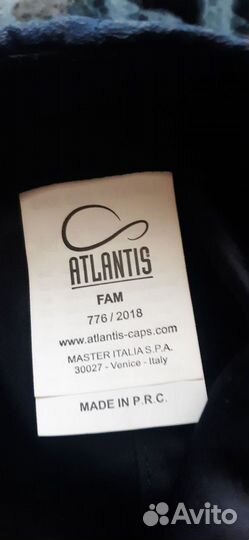 ATLANTIS
FAM
776 / 2018
www.atlantis-caps.com
MASTER ITALIA S.P.A.
30027 - Venice - Italy
MADE IN P.R.C.
Avito